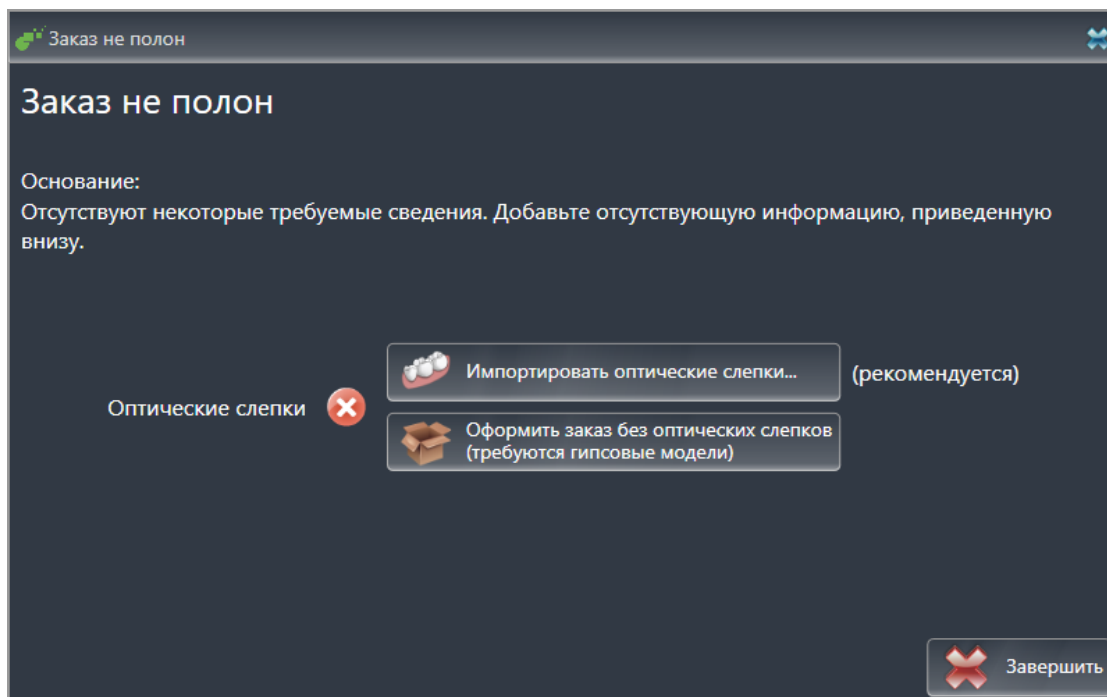 Заказ не полон
Заказ не полон
Основание:
Отсутствуют некоторые требуемые сведения. Добавьте отсутствующую информацию, приведенную
внизу.
Импортировать оптические слепки...
(рекомендуется)
Оптические слепки
Оформить заказ без оптических слепков
(требуются гипсовые модели)
Завершить